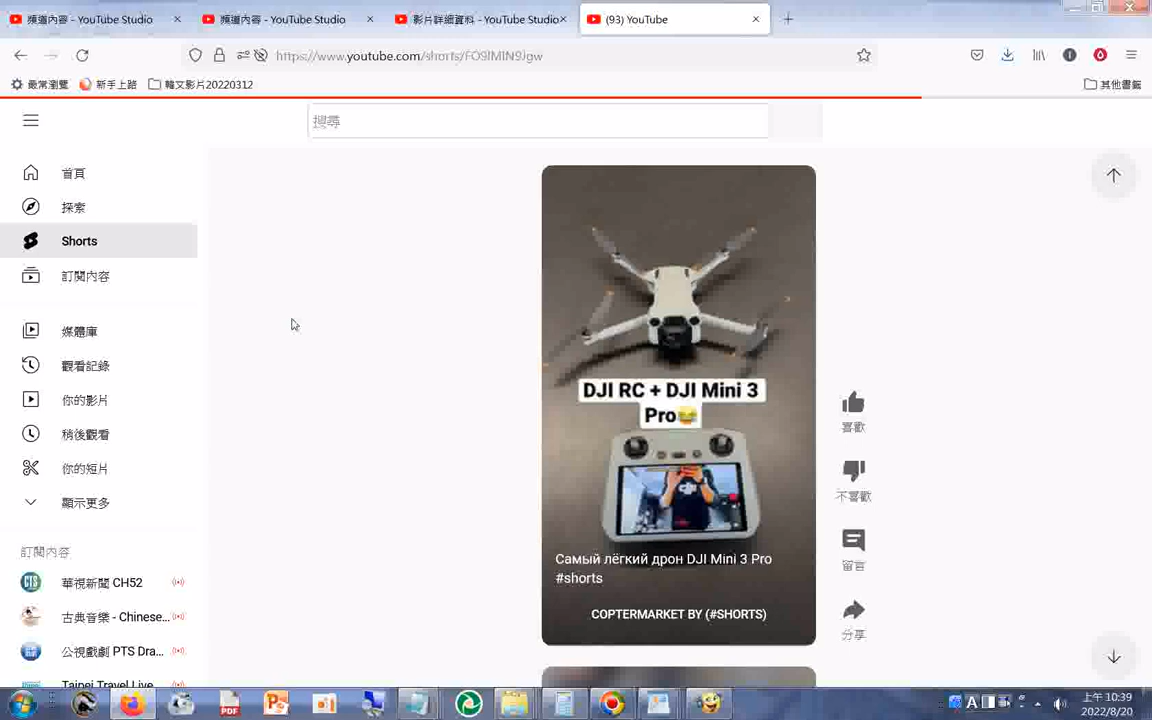 頻道內容 - YouTube Studio
頻道內容 - YouTube Studio
影片詳細資料 - YouTube Studio
(93) YouTube
https://www.youtube.com/shorts/FO9lMIN9Jgw
最常瀏覽
新手上路
韓文影片20220312
其他書籤
搜尋
首頁
探索
Shorts
訂閱內容
媒體庫
觀看記錄
你的影片
稍後觀看
你的短片
顯示更多
訂閱內容
華視新聞 CH52
古典音樂 - Chinese...
公視戲劇 PTS Dra...
Taipei Travel Live
DJI RC + DJI Mini 3
Pro
Самый лёгкий дрон DJI Mini 3 Pro
#shorts
COPTERMARKET BY (#SHORTS)
喜歡
不喜歡
留言
分享
上午 10:39
2022/8/20